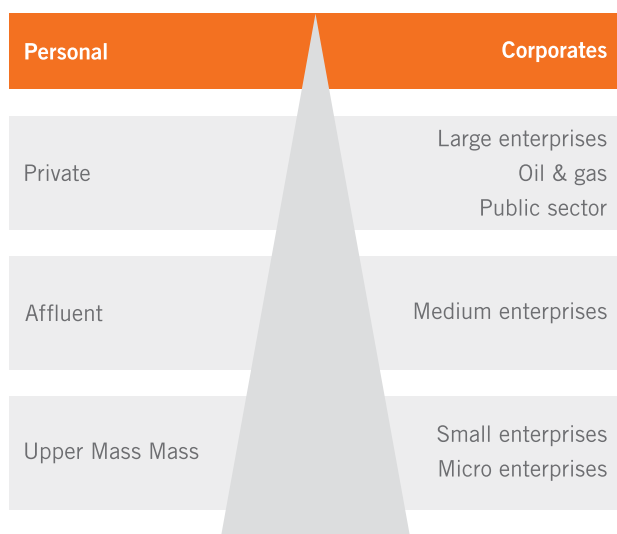 Personal
Corporates
Private
Large enterprises
Oil & gas
Public sector
Affluent
Medium enterprises
Upper Mass Mass
Small enterprises
Micro enterprises